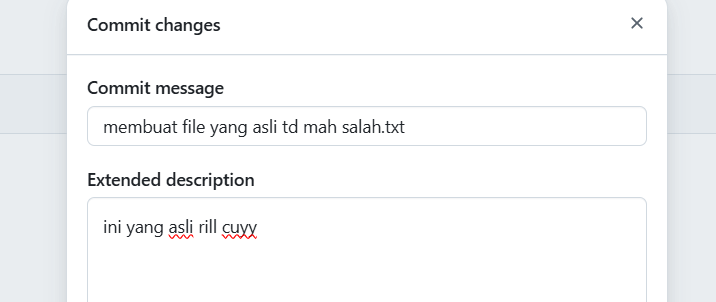 Commit changes
Commit message
membuat file yang asli td mah salah.txt
Extended description
ini yang asli rill cuyy